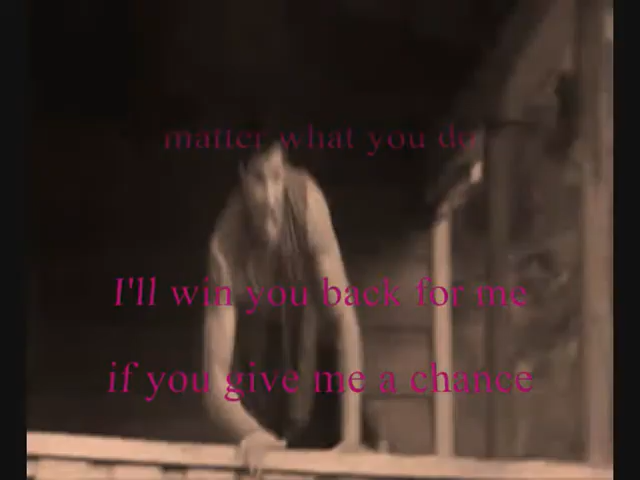 matter what you do
I'll win you back for me
if you give me a chance